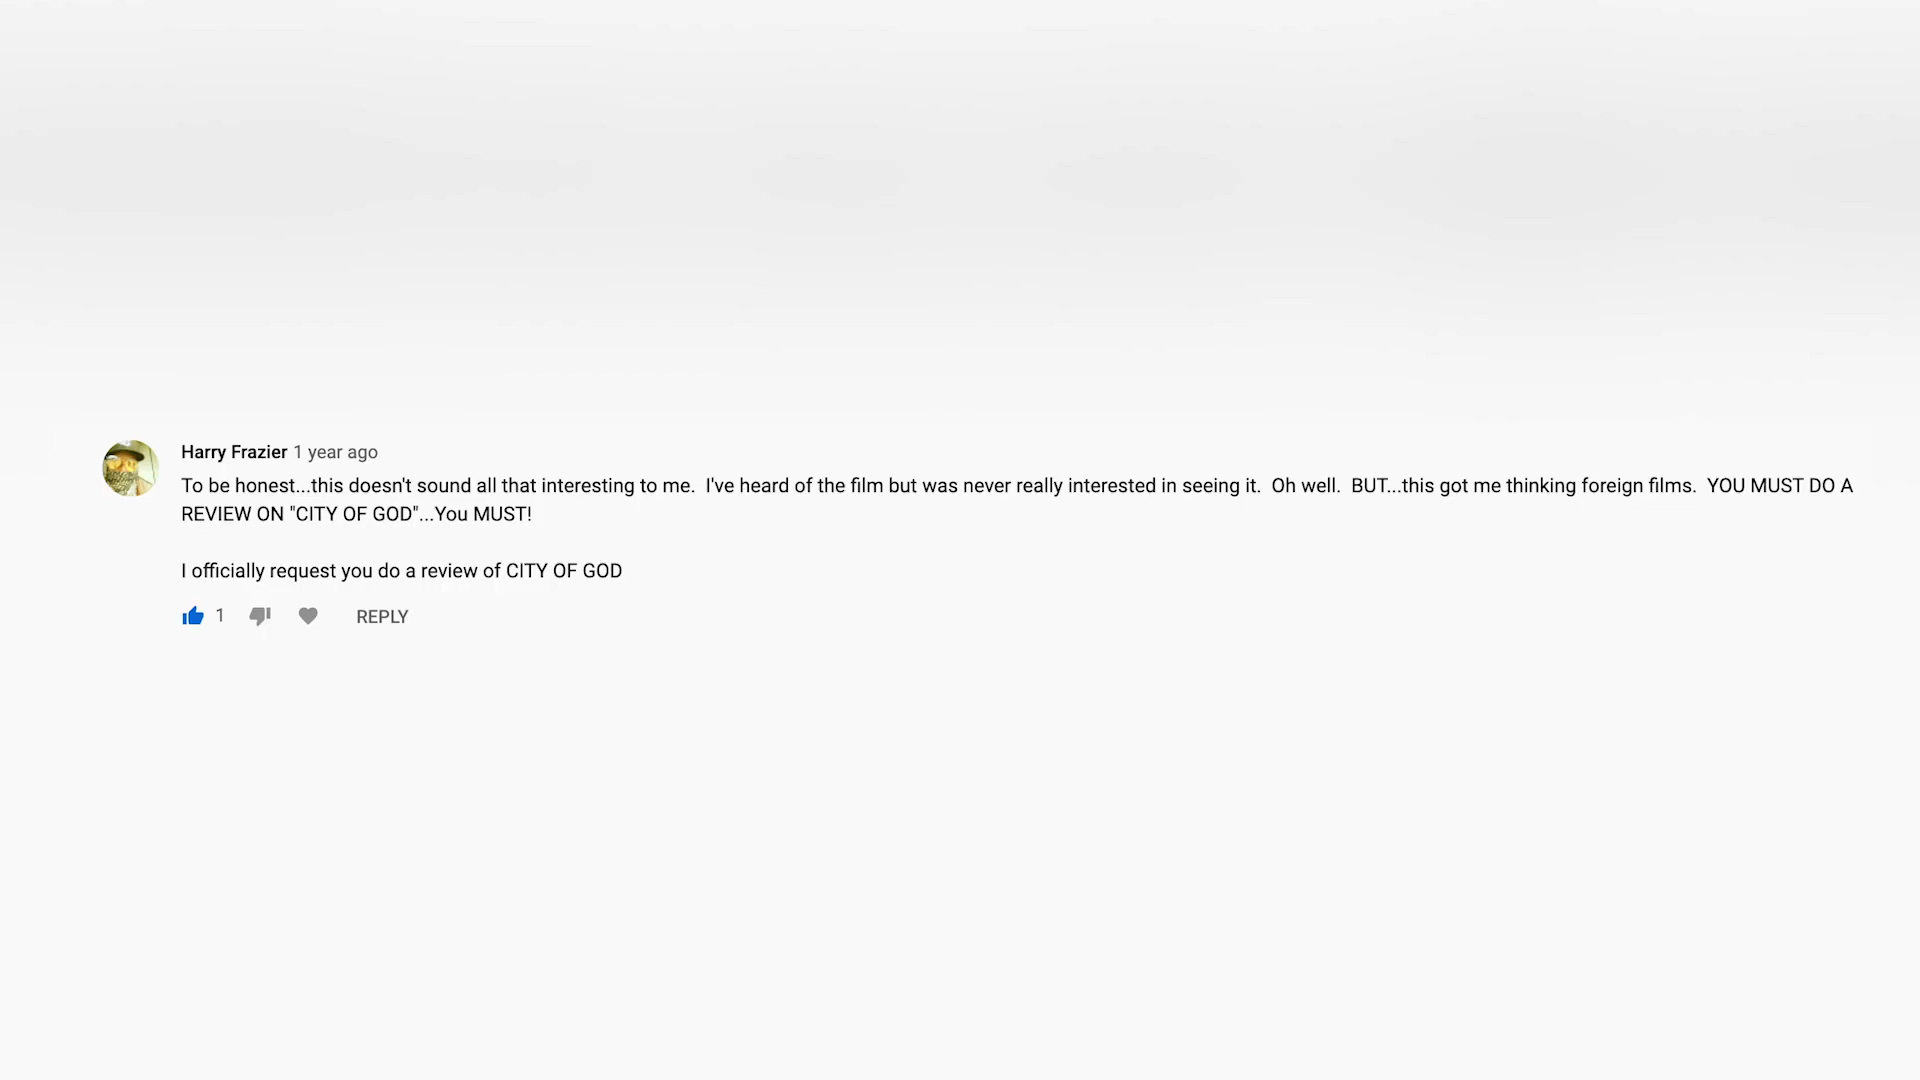 Harry Frazier 1 year ago
To be honest...this doesn't sound all that interesting to me.  I've heard of the film but was never really interested in seeing it.  Oh well.  BUT...this got me thinking foreign films.  YOU MUST DO A
REVIEW ON "CITY OF GOD"...You MUST!
I officially request you do a review of CITY OF GOD
1 REPLY